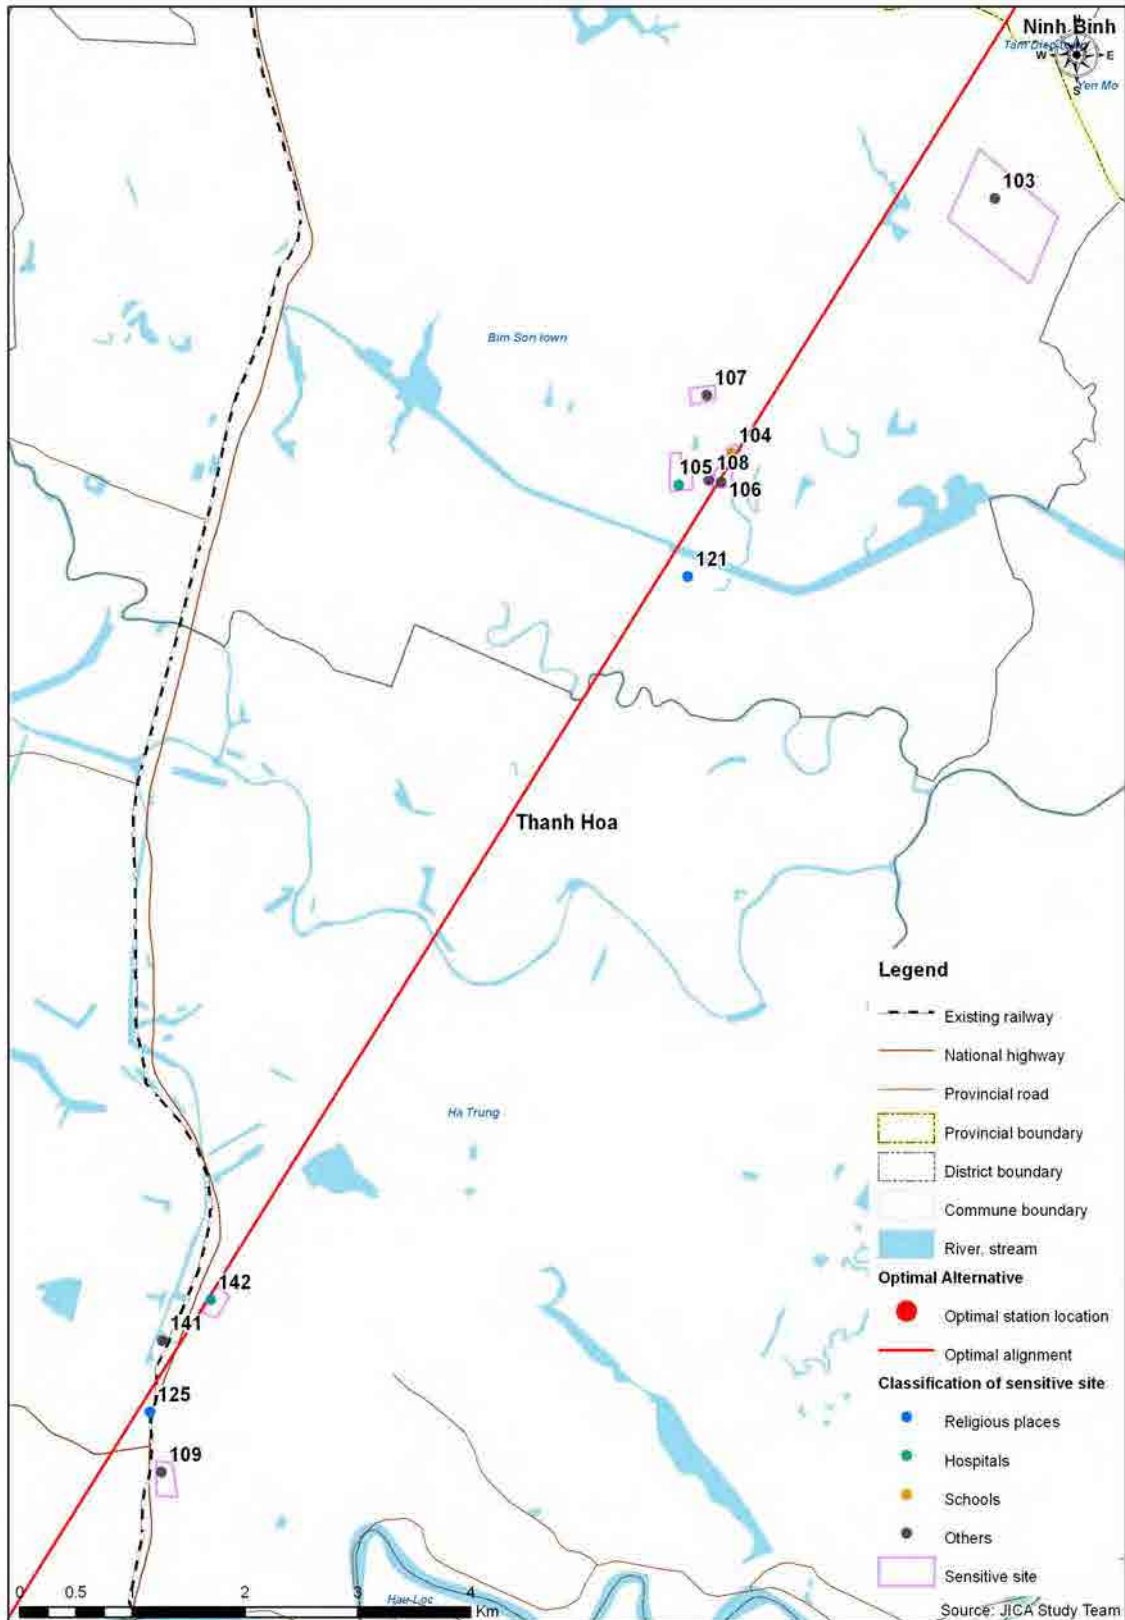 Ninh Binh
N
W
E
S
Yen Mo
103
Bim Son town
107
104
105
108
106
121
Thanh Hoa
Ha Trung
142
141
125
109
Legend
Existing railway
National highway
Provincial road
Provincial boundary
District boundary
Commune boundary
River, stream
Optimal Alternative
Optimal station location
Optimal alignment
Classification of sensitive site
Religious places
Hospitals
Schools
Others
Sensitive site
0 0.5 2 3 4
Km
Hau Loc
Source: JICA Study Team